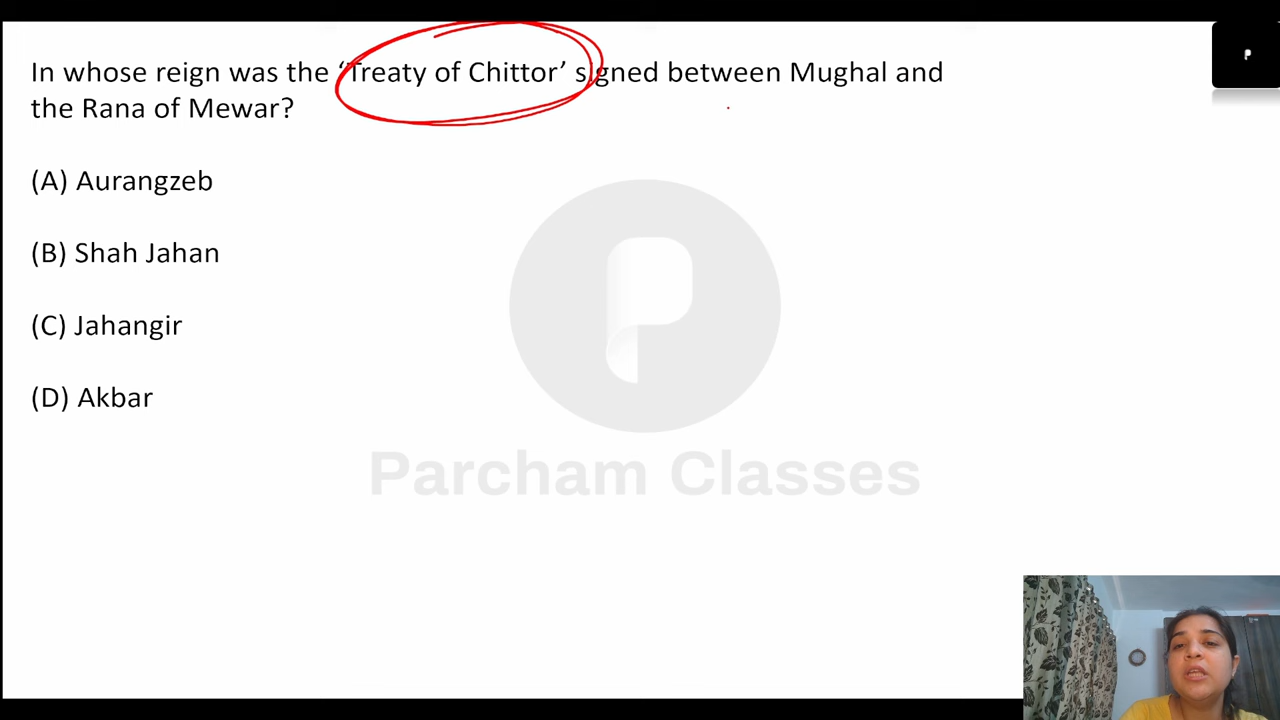 In whose reign was the ‘Treaty of Chittor’ signed between Mughal and
the Rana of Mewar?
(A) Aurangzeb
(B) Shah Jahan
(C) Jahangir
(D) Akbar
Parcham Classes